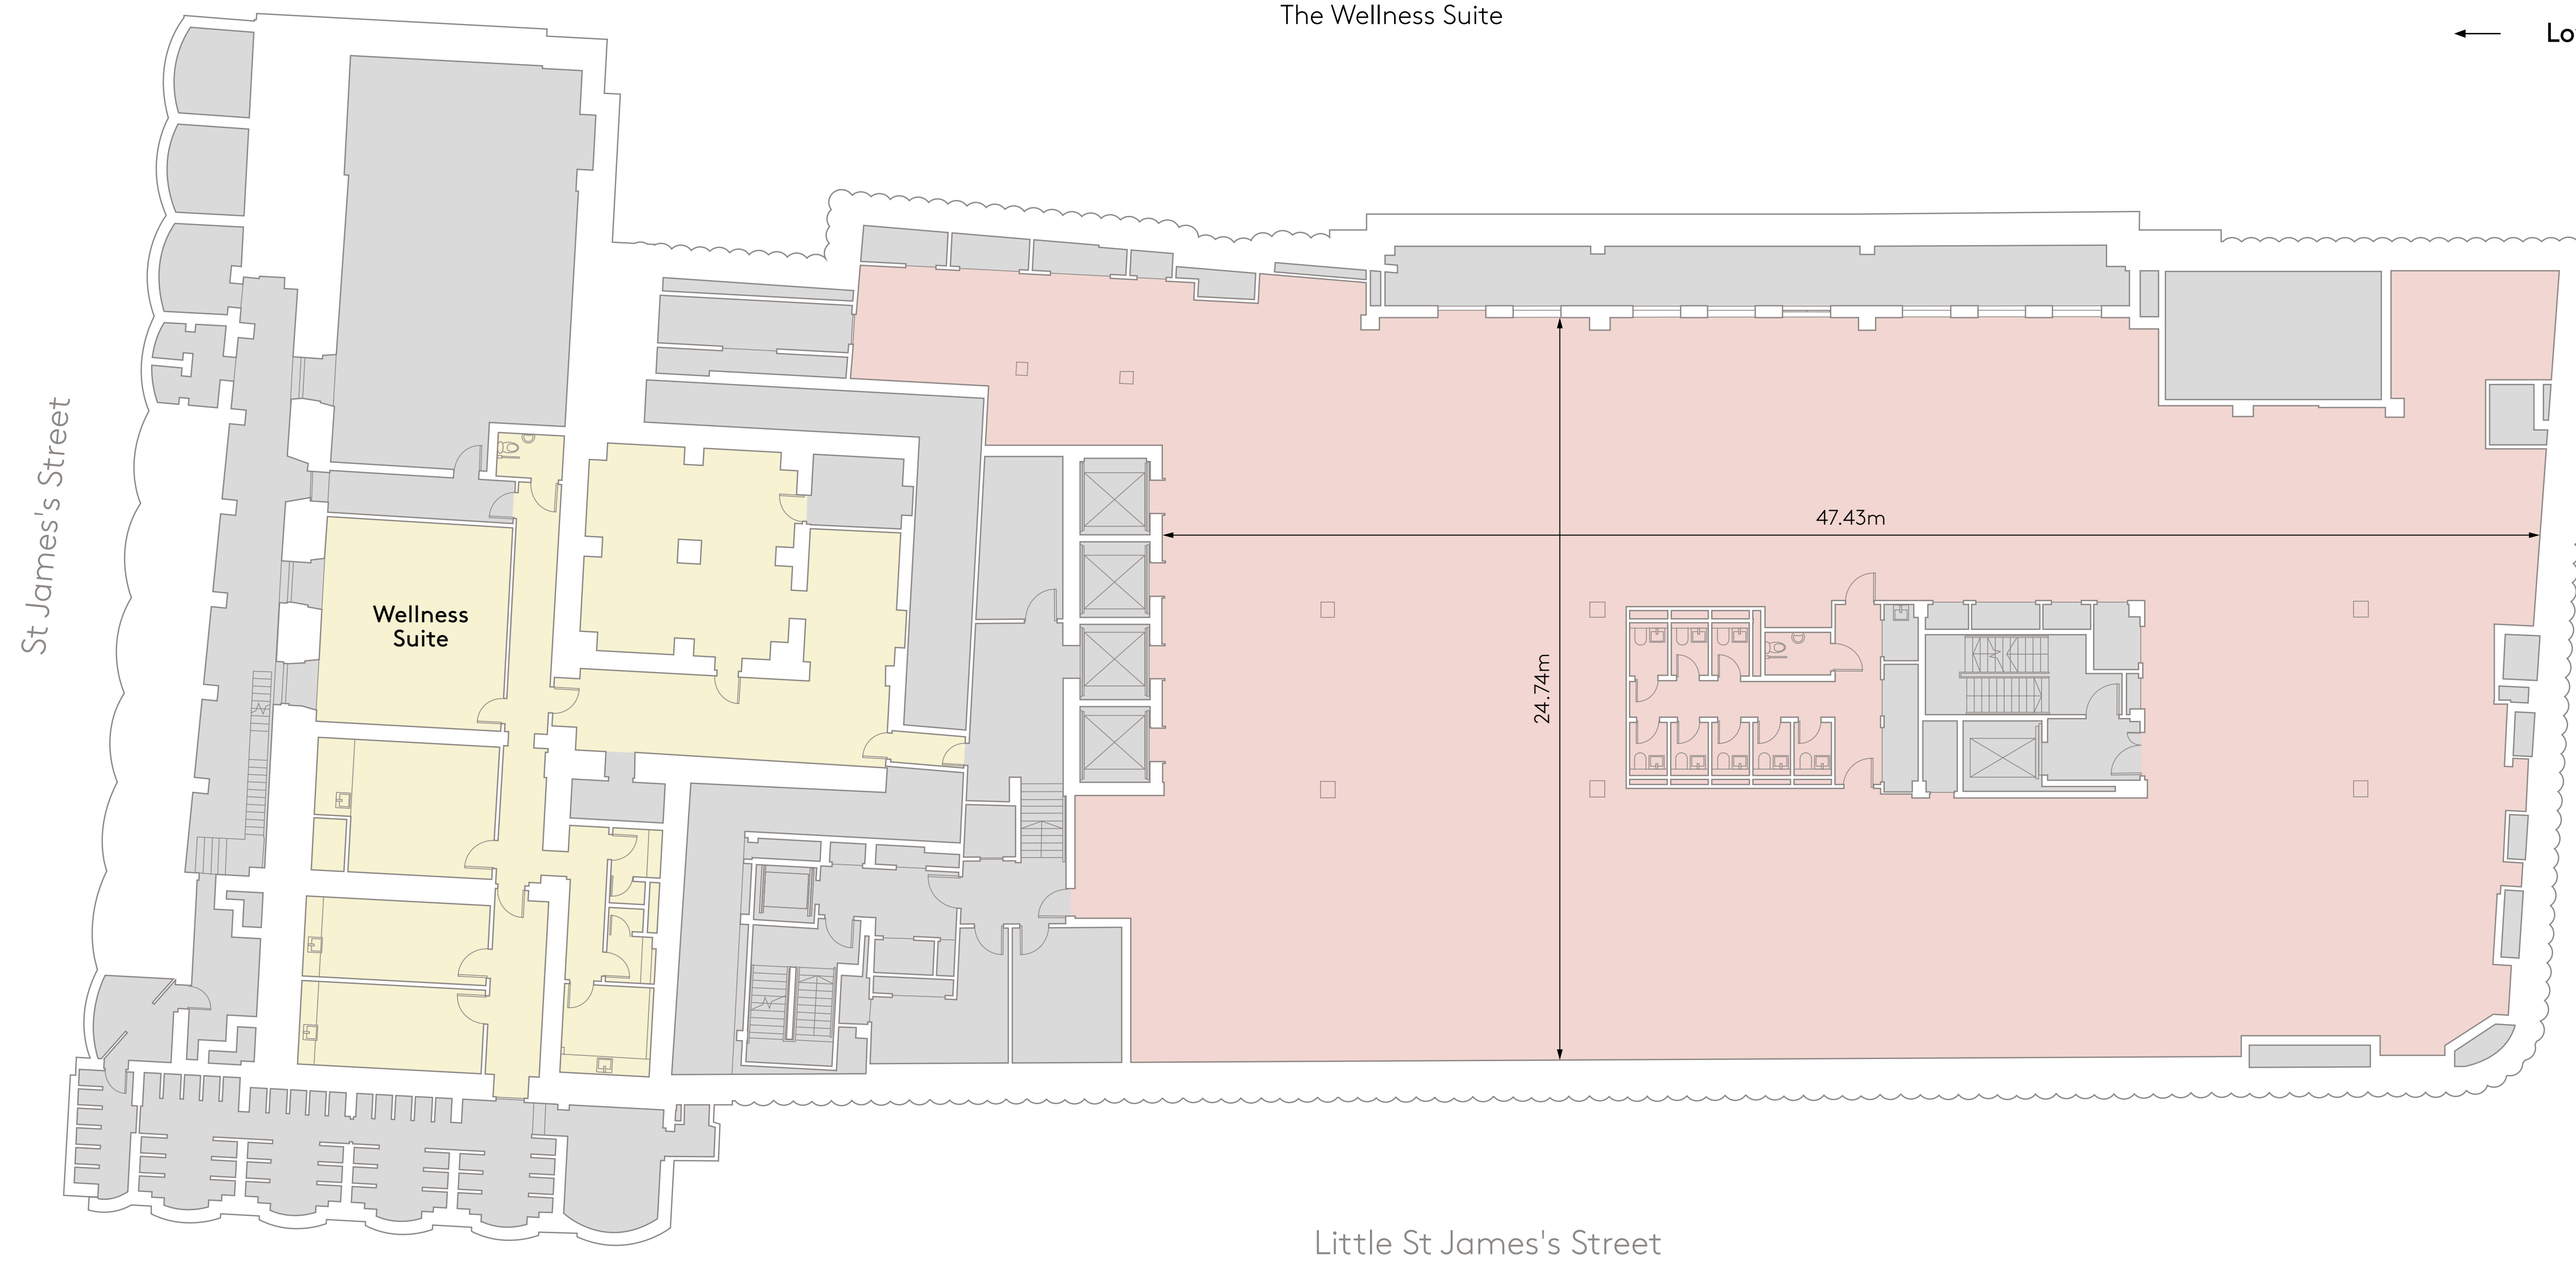 The Wellness Suite
Lo
St James's Street
Wellness
Suite
47.43m
24.74m
Little St James's Street